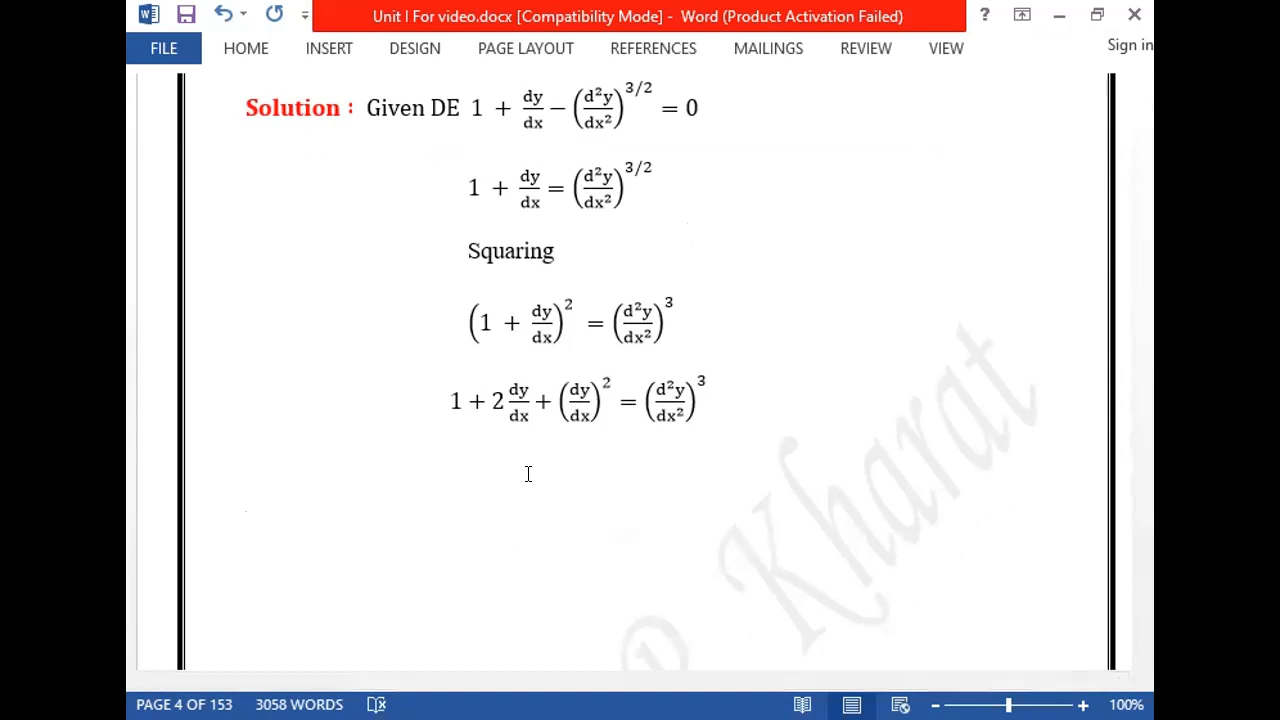 Unit I For video.docx [Compatibility Mode] - Word (Product Activation Failed)
FILE HOME INSERT DESIGN PAGE LAYOUT REFERENCES MAILINGS REVIEW VIEW Sign in
Solution : Given DE 1 + dy/dx − (d²y/dx²)^3/2 = 0
1 + dy/dx = (d²y/dx²)^3/2
Squaring
(1 + dy/dx)^2 = (d²y/dx²)^3
1 + 2 dy/dx + (dy/dx)^2 = (d²y/dx²)^3
Kharat
PAGE 4 OF 153 3058 WORDS 100%